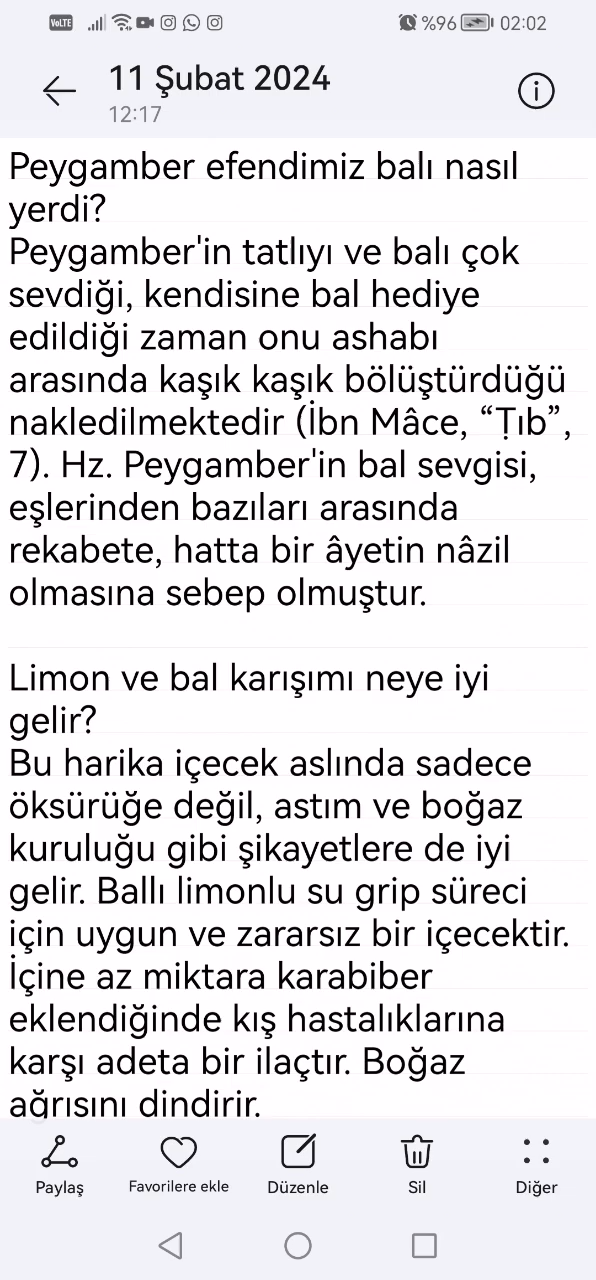 VoLTE
%96
02:02
11 Şubat 2024
12:17
Peygamber efendimiz balı nasıl
yerdi?
Peygamber'in tatlıyı ve balı çok
sevdiği, kendisine bal hediye
edildiği zaman onu ashabı
arasında kaşık kaşık bölüştürdüğü
nakledilmektedir (İbn Mâce, “Ṭıb”,
7). Hz. Peygamber'in bal sevgisi,
eşlerinden bazıları arasında
rekabete, hatta bir âyetin nâzil
olmasına sebep olmuştur.
Limon ve bal karışımı neye iyi
gelir?
Bu harika içecek aslında sadece
öksürüğe değil, astım ve boğaz
kuruluğu gibi şikayetlere de iyi
gelir. Ballı limonlu su grip süreci
için uygun ve zararsız bir içecektir.
İçine az miktara karabiber
eklendiğinde kış hastalıklarına
karşı adeta bir ilaçtır. Boğaz
ağrısını dindirir.
Paylaş
Favorilere ekle
Düzenle
Sil
Diğer